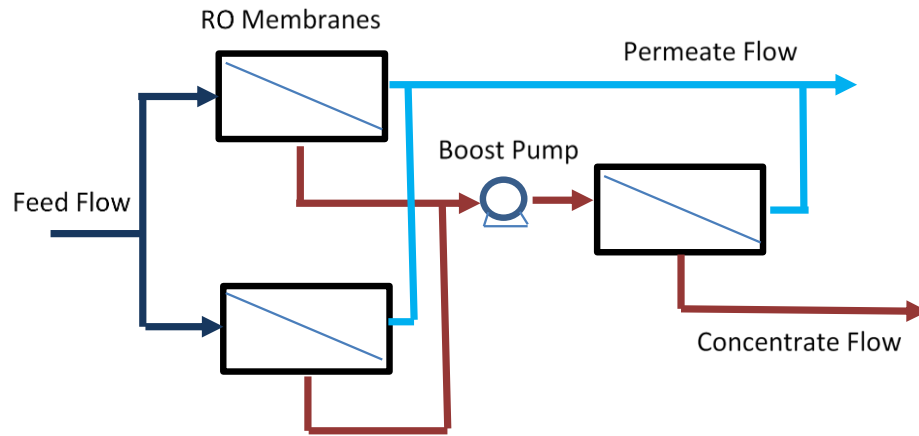 RO Membranes
Permeate Flow
Boost Pump
Feed Flow
Concentrate Flow